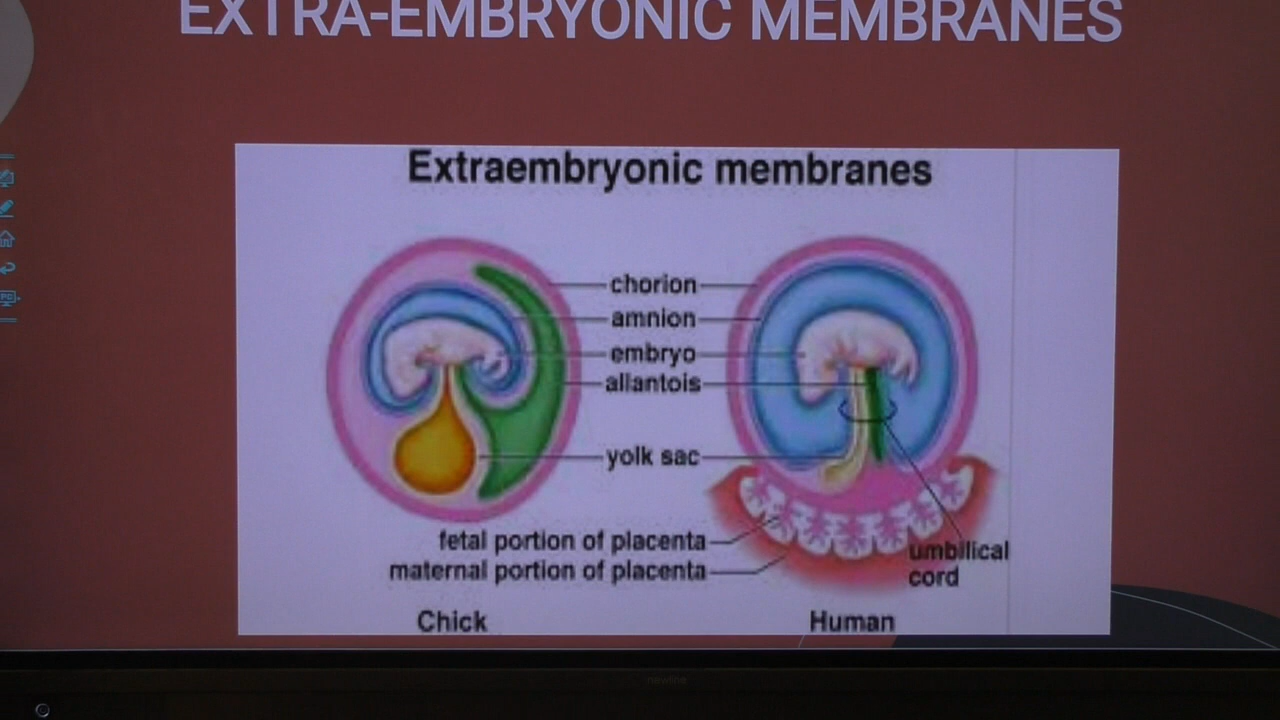 EXTRA-EMBRYONIC MEMBRANES
Extraembryonic membranes
chorion
amnion
embryo
allantois
yolk sac
fetal portion of placenta
maternal portion of placenta
umbilical
cord
Chick
Human
newline